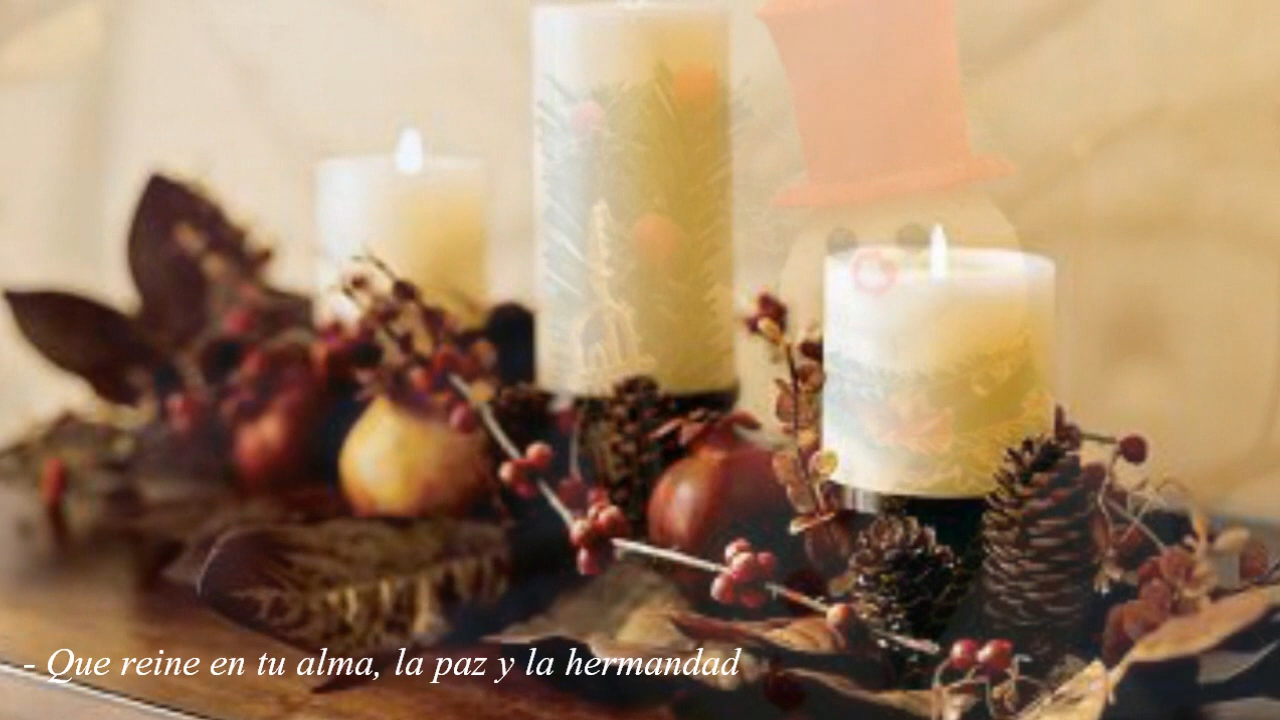 - Que reine en tu alma, la paz y la hermandad